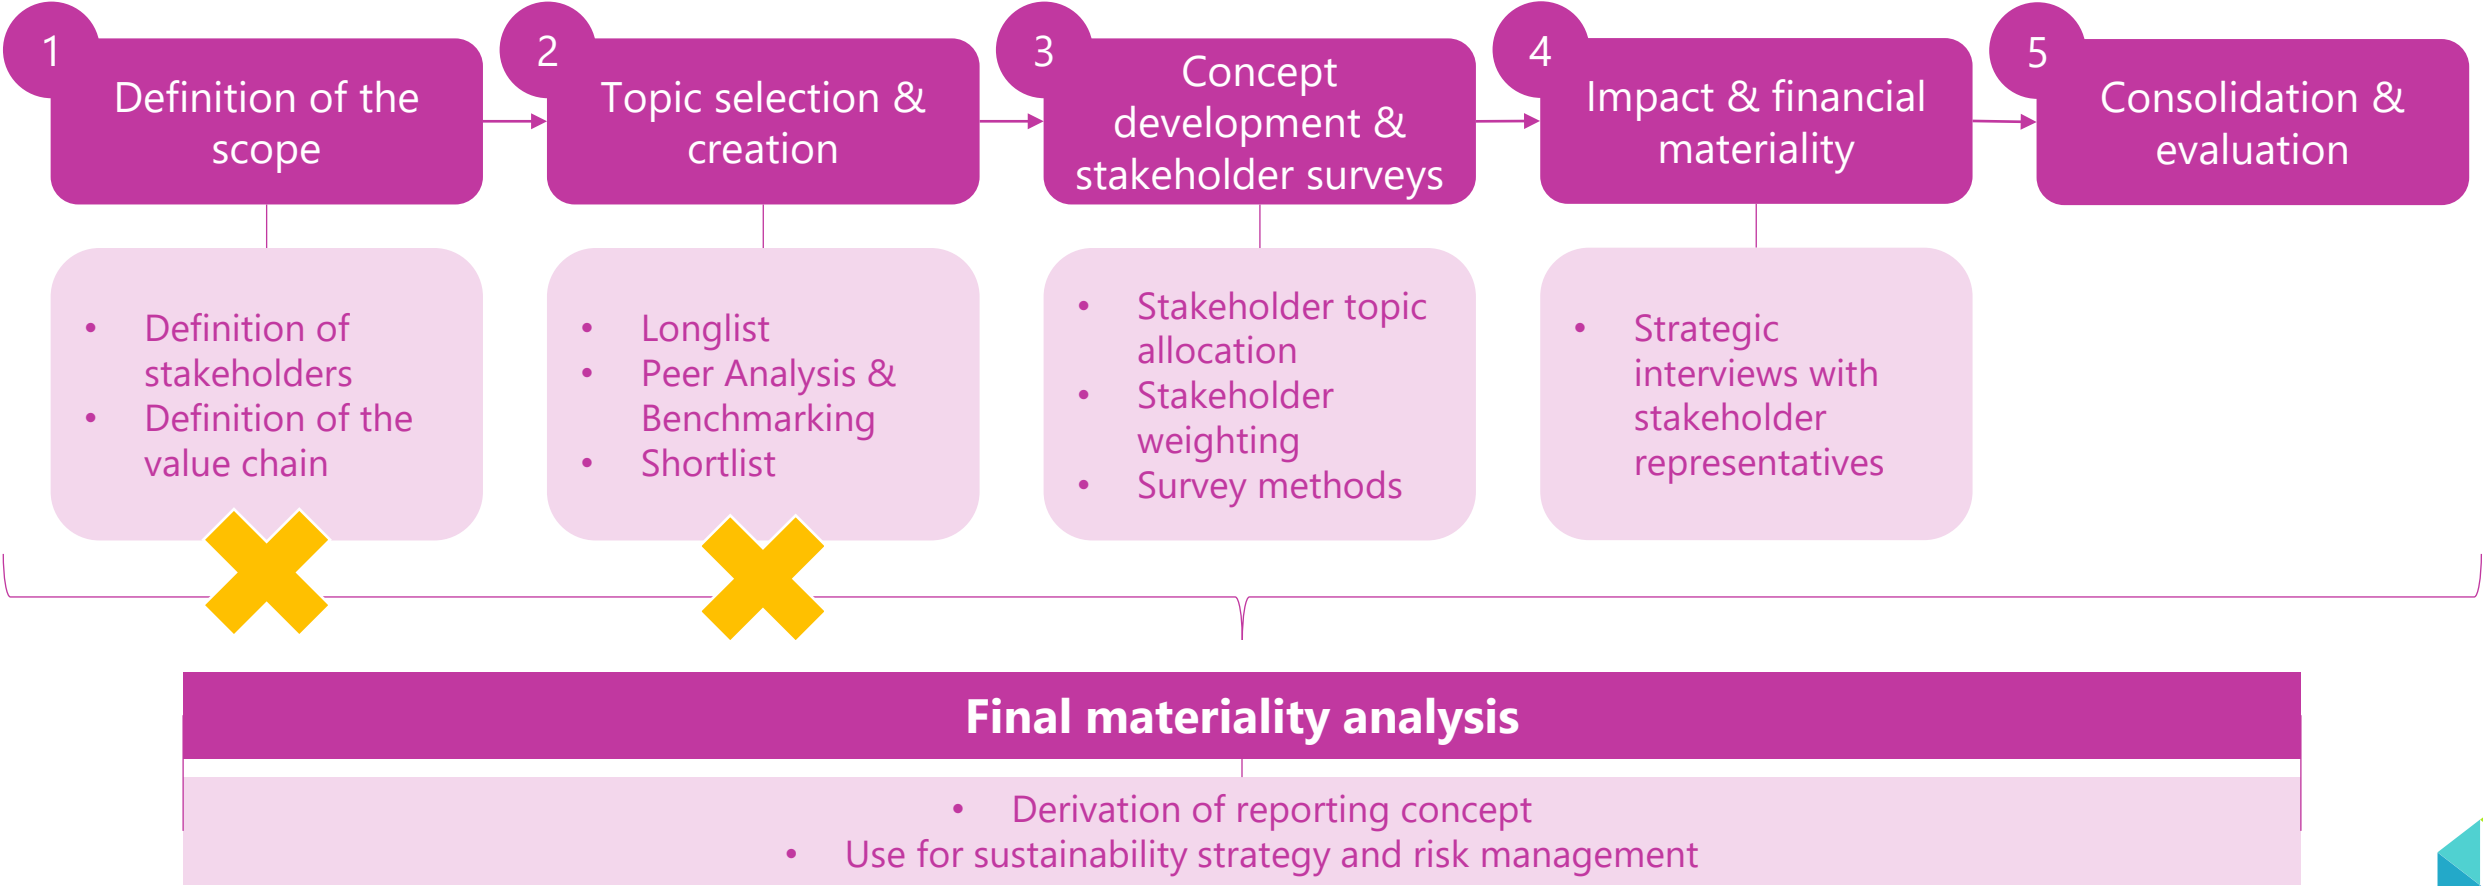 1
Definition of the
scope
2
Topic selection &
creation
3
Concept
development &
stakeholder surveys
4
Impact & financial
materiality
5
Consolidation &
evaluation
• Definition of
stakeholders
• Definition of the
value chain
• Longlist
• Peer Analysis &
Benchmarking
• Shortlist
• Stakeholder topic
allocation
• Stakeholder
weighting
• Survey methods
• Strategic
interviews with
stakeholder
representatives
Final materiality analysis
• Derivation of reporting concept
• Use for sustainability strategy and risk management